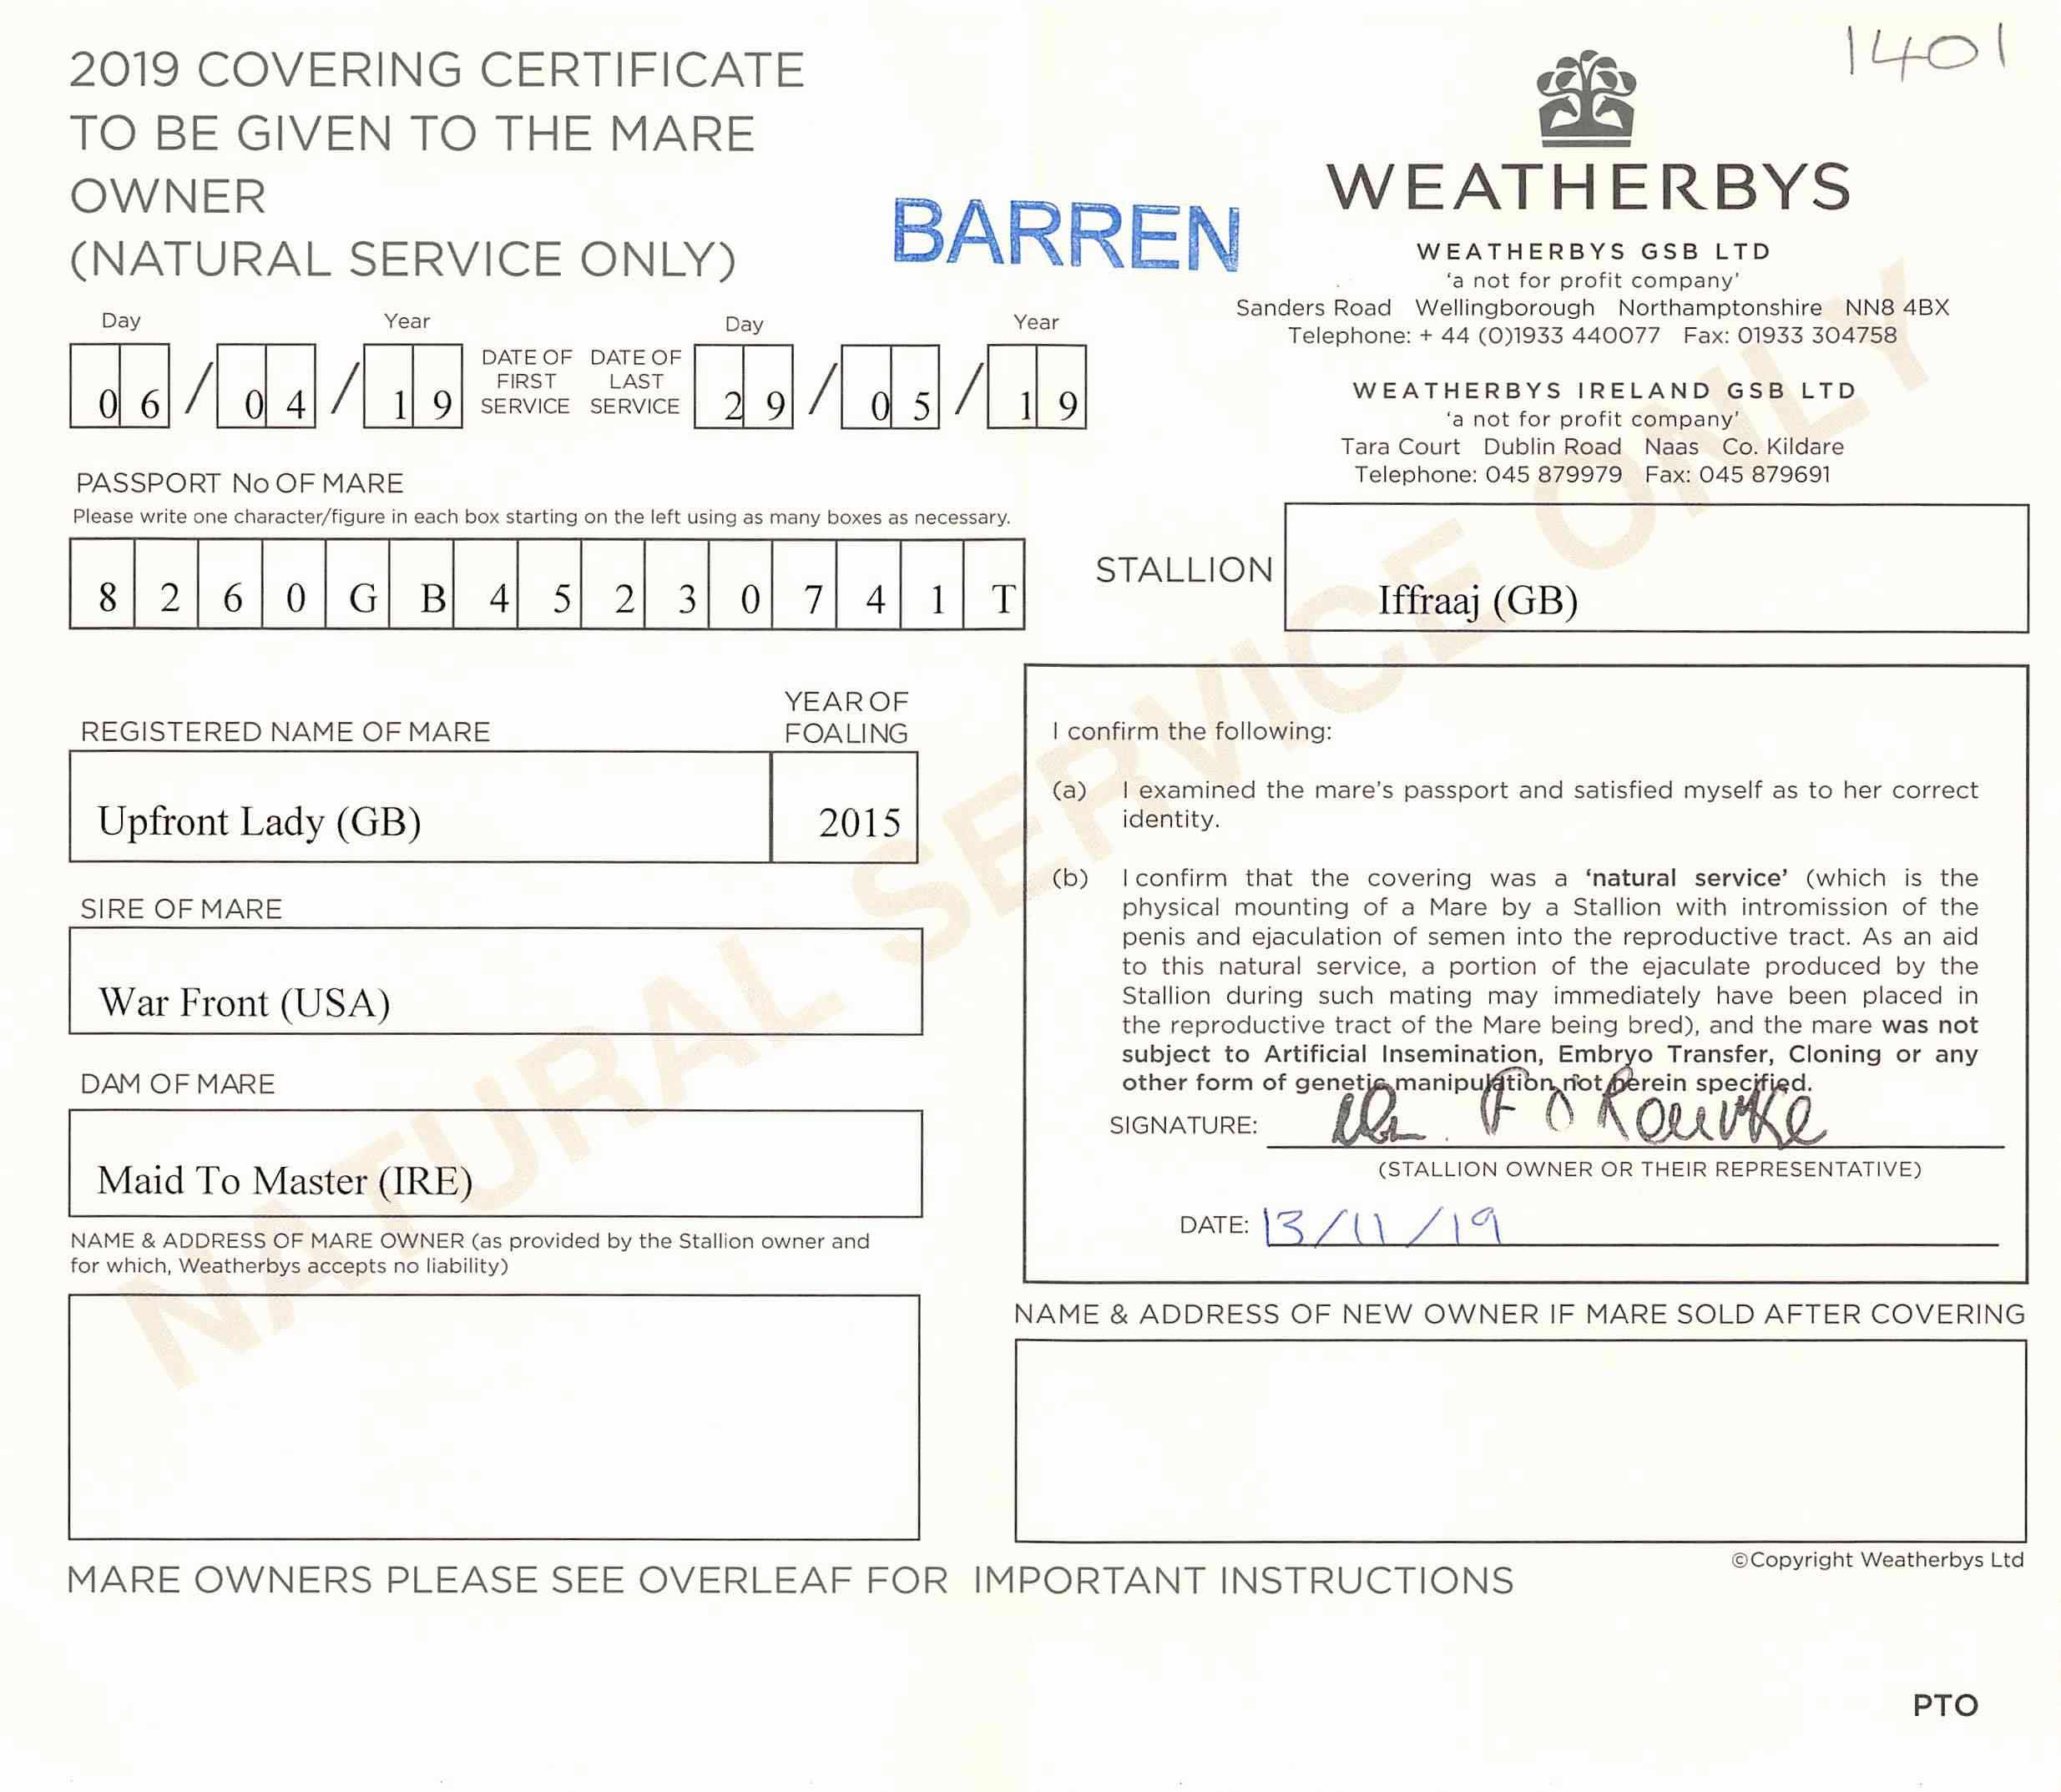 1401
2019 COVERING CERTIFICATE
TO BE GIVEN TO THE MARE
OWNER
(NATURAL SERVICE ONLY)
BARREN
WEATHERBYS
WEATHERBYS GSB LTD
'a not for profit company'
Sanders Road Wellingborough Northamptonshire NN8 4BX
Telephone: + 44 (0)1933 440077 Fax: 01933 304758
WEATHERBYS IRELAND GSB LTD
'a not for profit company'
Tara Court Dublin Road Naas Co. Kildare
Telephone: 045 879979 Fax: 045 879691
Day Year
06/04/19
DATE OF
FIRST
SERVICE
DATE OF
LAST
SERVICE
Day Year
29/05/19
PASSPORT No OF MARE
Please write one character/figure in each box starting on the left using as many boxes as necessary.
8260GB45230741T
STALLION
Iffraaj (GB)
REGISTERED NAME OF MARE
YEAR OF
FOALING
Upfront Lady (GB)
2015
SIRE OF MARE
War Front (USA)
DAM OF MARE
Maid To Master (IRE)
NAME & ADDRESS OF MARE OWNER (as provided by the Stallion owner and
for which, Weatherbys accepts no liability)
I confirm the following:
(a) I examined the mare's passport and satisfied myself as to her correct
identity.
(b) I confirm that the covering was a 'natural service' (which is the
physical mounting of a Mare by a Stallion with intromission of the
penis and ejaculation of semen into the reproductive tract. As an aid
to this natural service, a portion of the ejaculate produced by the
Stallion during such mating may immediately have been placed in
the reproductive tract of the Mare being bred), and the mare was not
subject to Artificial Insemination, Embryo Transfer, Cloning or any
other form of genetic manipulation not herein specified.
SIGNATURE: F O Rourke
(STALLION OWNER OR THEIR REPRESENTATIVE)
DATE: 13/11/19
NAME & ADDRESS OF NEW OWNER IF MARE SOLD AFTER COVERING
©Copyright Weatherbys Ltd
MARE OWNERS PLEASE SEE OVERLEAF FOR IMPORTANT INSTRUCTIONS
PTO
NATURAL SERVICE ONLY